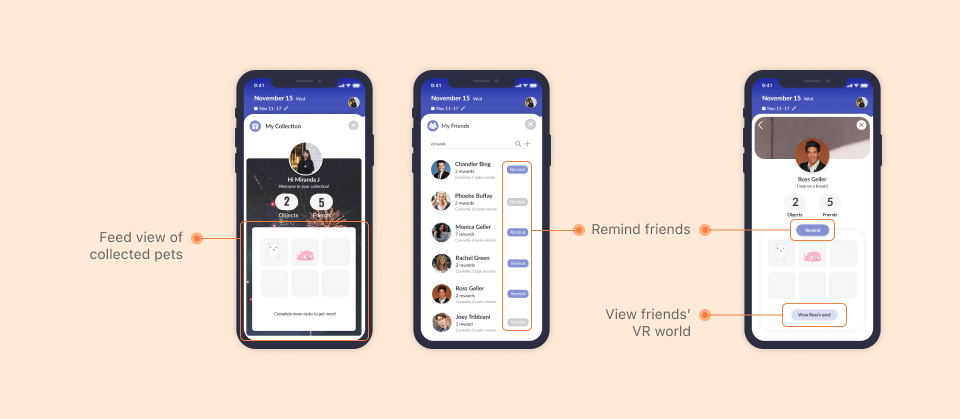 9:41
November 15 Wed
Nov 11- 17
My Collection
Hi Miranda J
Welcome to your collection!
2 5
Objects Friends
Complete more tasks to get more!
Feed view of
collected pets
9:41
November 15 Wed
Nov 11- 17
My Friends
6 Friends
Chandler Bing
3 rewards
Currently 4 tasks remain
Remind
Phoebe Buffay
2 rewards
Currently 10 tasks remain
Remind
Monica Geller
7 rewards
Currently 4 tasks remain
Remind
Rachel Green
3 rewards
Currently 1 task remains
Remind
Ross Geller
2 rewards
Currently 3 tasks remain
Remind
Joey Tribbiani
1 reward
Currently 3 tasks remain
Remind
Remind friends
View friends'
VR world
9:41
November 15 Wed
Nov 11- 17
Ross Geller
I was on a break!
2 5
Objects Friends
Remind
View Ross's yard!